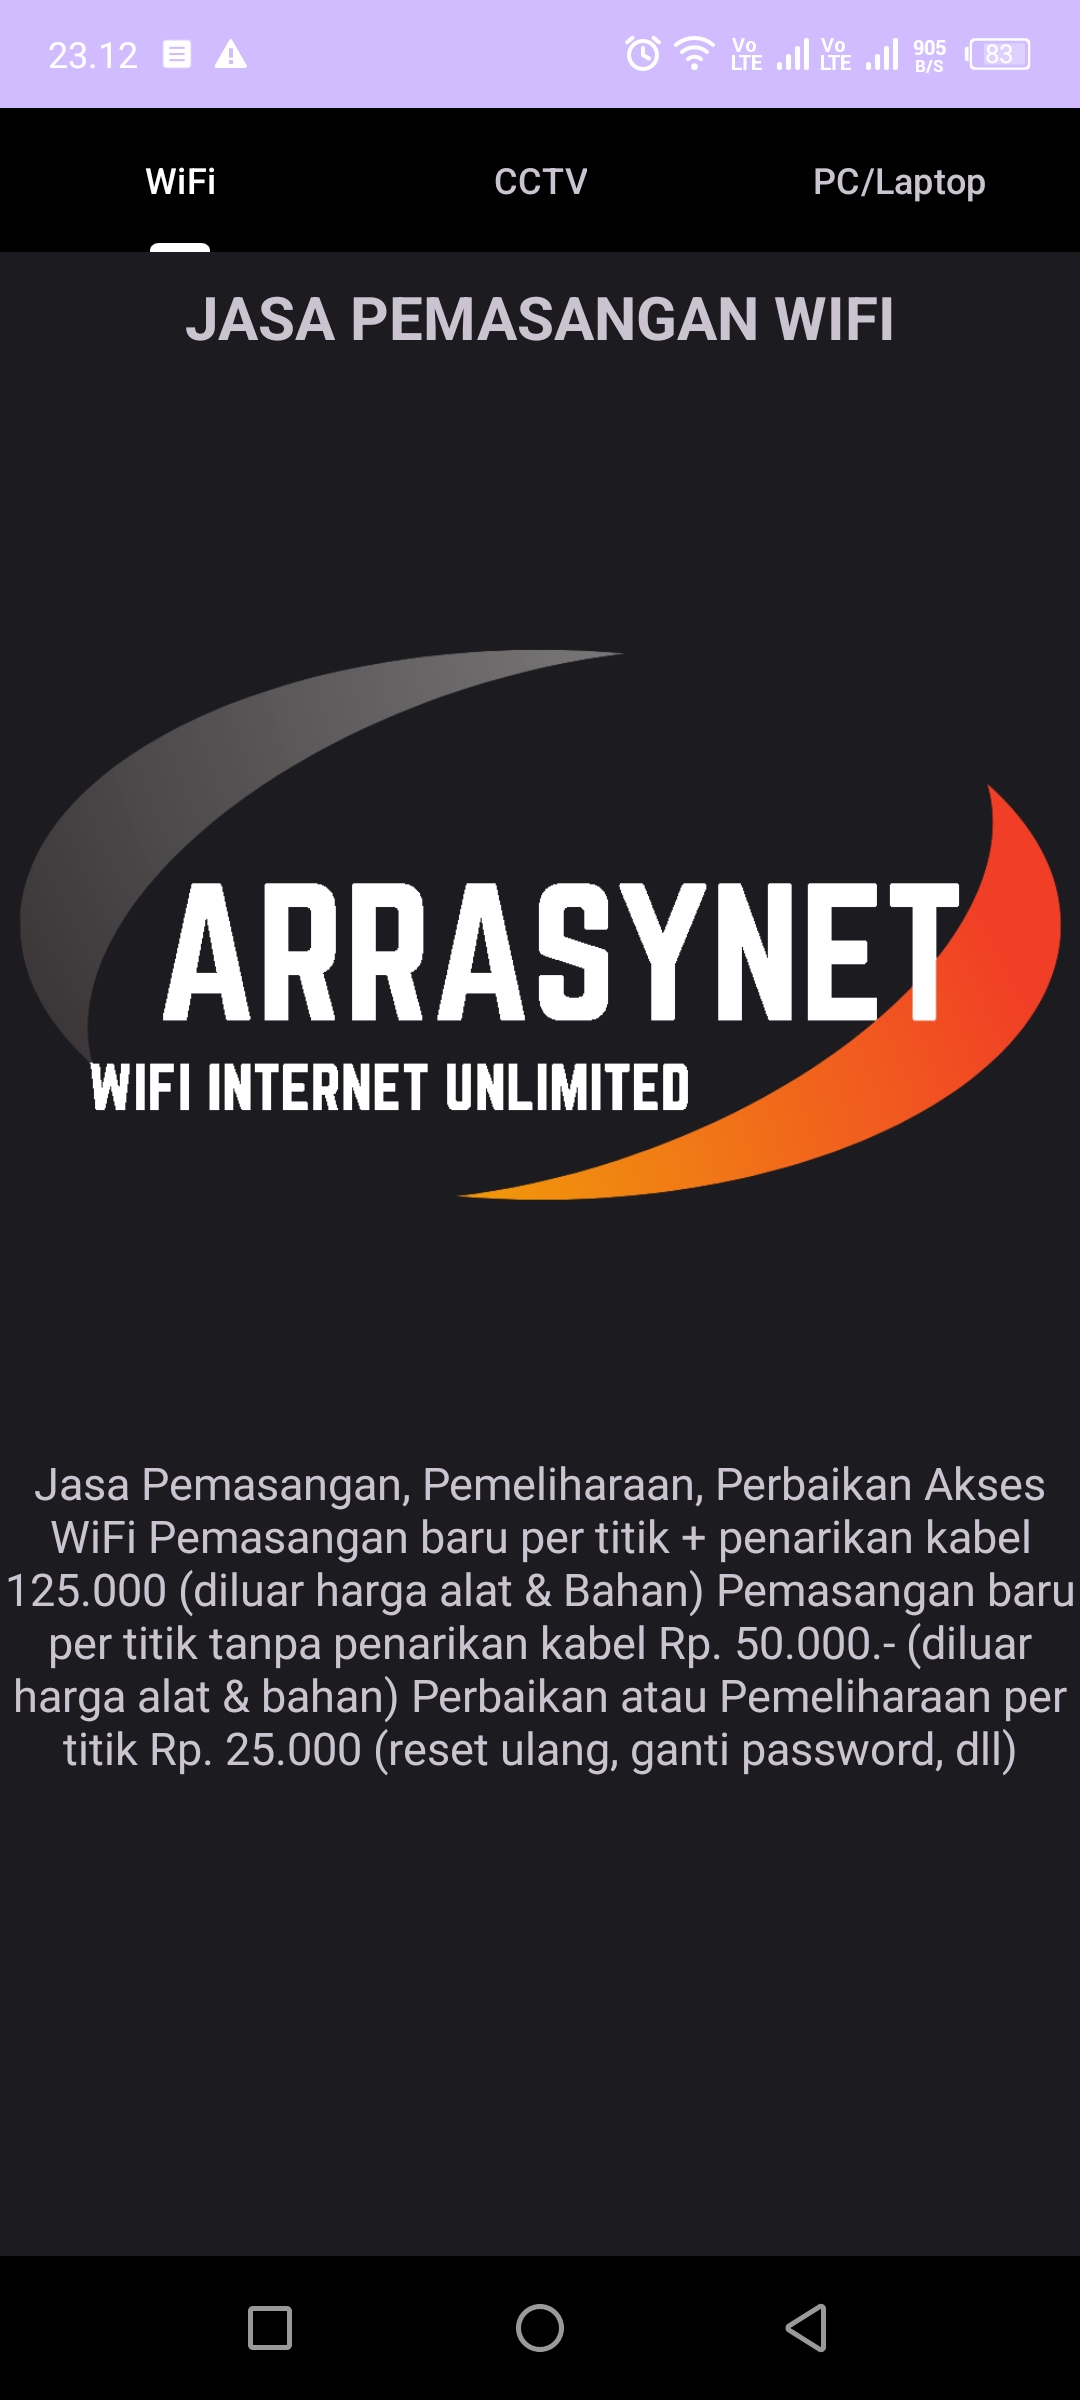 23.12
Vo LTE Vo LTE 905 B/S 83
WiFi CCTV PC/Laptop
JASA PEMASANGAN WIFI
ARRASYNET
WIFI INTERNET UNLIMITED
Jasa Pemasangan, Pemeliharaan, Perbaikan Akses
WiFi Pemasangan baru per titik + penarikan kabel
125.000 (diluar harga alat & Bahan) Pemasangan baru
per titik tanpa penarikan kabel Rp. 50.000.- (diluar
harga alat & bahan) Perbaikan atau Pemeliharaan per
titik Rp. 25.000 (reset ulang, ganti password, dll)